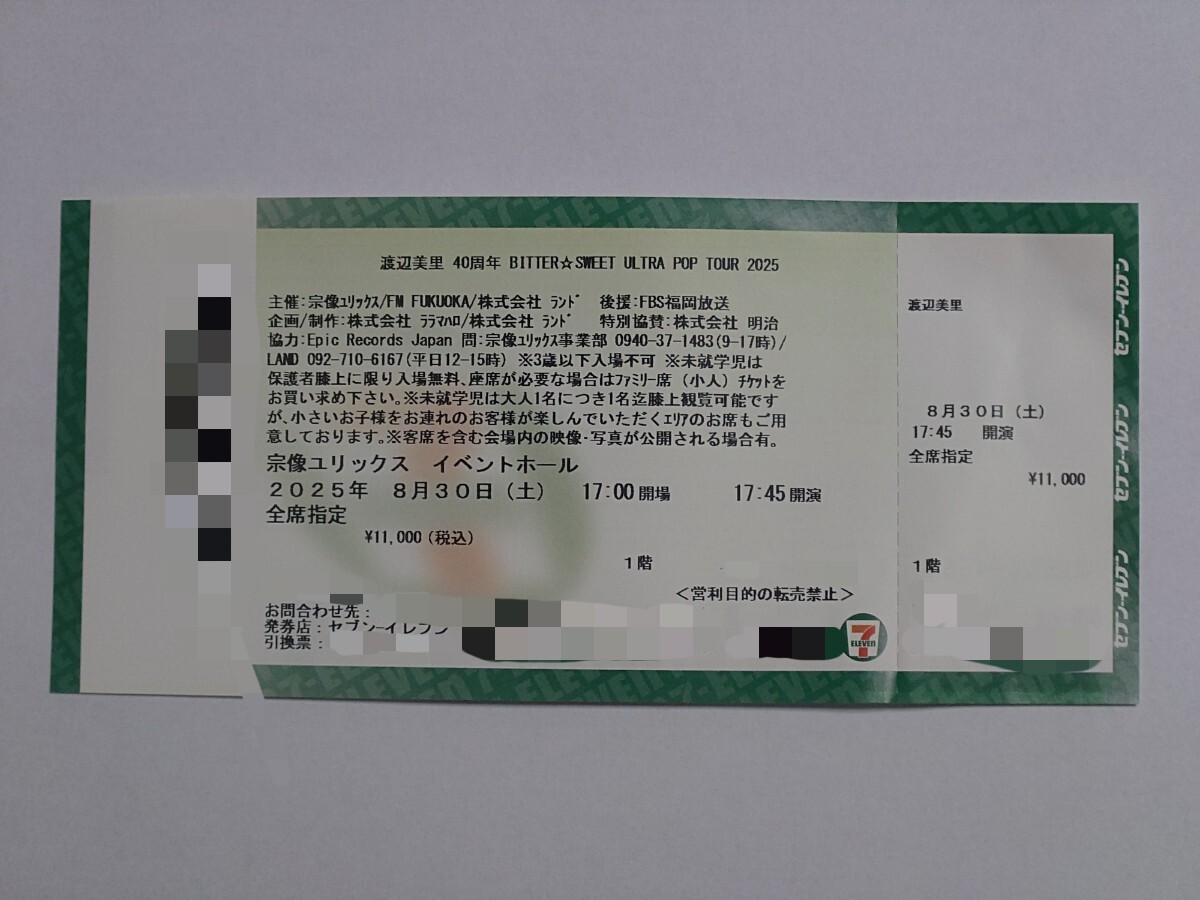 渡辺美里 40周年 BITTER☆SWEET ULTRA POP TOUR 2025
主催:宗像ユリックス/FM FUKUOKA/株式会社 ランド 後援:FBS福岡放送
企画/制作:株式会社 ララマハロ/株式会社 ランド 特別協賛:株式会社 明治
協力:Epic Records Japan 問:宗像ユリックス事業部 0940-37-1483(9-17時)/
LAND 092-710-6167(平日12-15時) ※3歳以下入場不可 ※未就学児は
保護者膝上に限り入場無料、座席が必要な場合はファミリー席(小人)チケットを
お買い求め下さい。※未就学児は大人1名につき1名迄膝上観覧可能です
が、小さいお子様をお連れのお客様が楽しんでいただくエリアのお席もご用
意しております。※客席を含む会場内の映像・写真が公開される場合有。
宗像ユリックス イベントホール
2025年 8月30日(土) 17:00開場 17:45開演
全席指定
¥11,000(税込)
1階
<営利目的の転売禁止>
お問合わせ先:
発券店:セブン-イレブン
引換票:
7 ELEVEN
渡辺美里
8月30日(土)
17:45 開演
全席指定
¥11,000
1階
セブン-イレブン
セブン-イレブン
セブン-イレブン